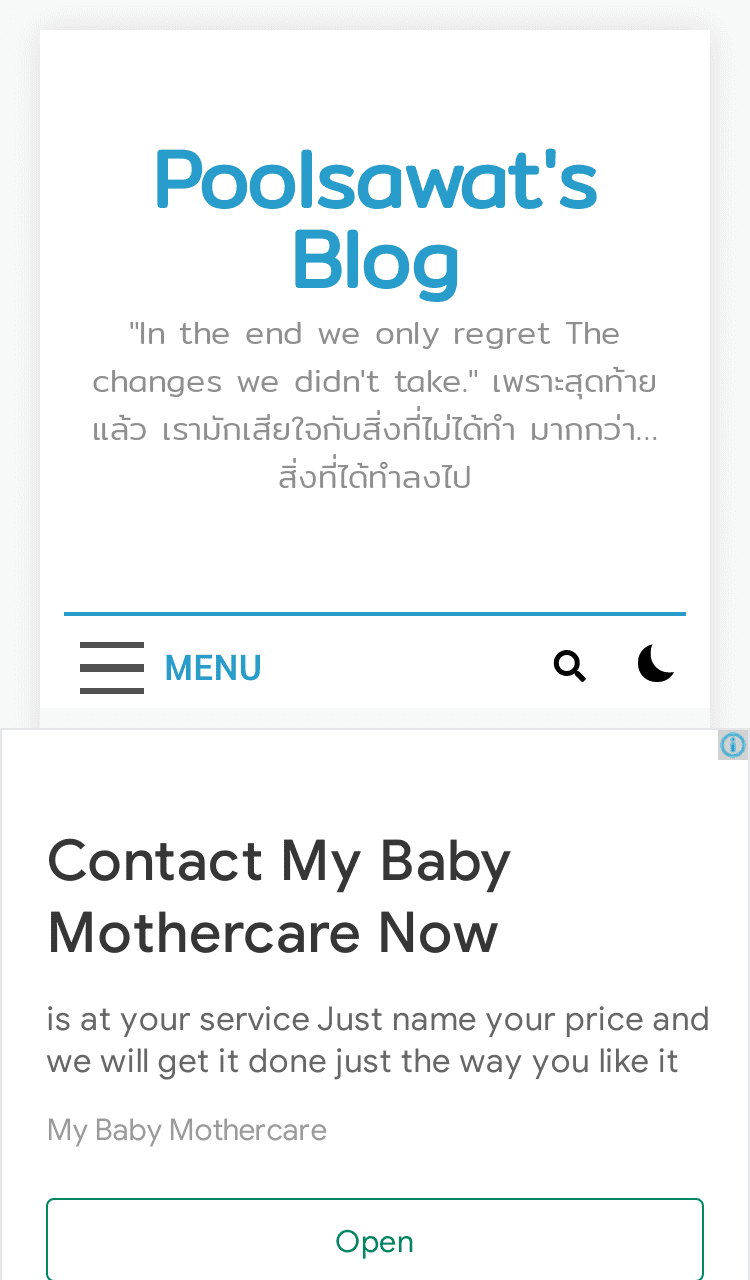 Poolsawat's
Blog
"In the end we only regret The
changes we didn't take." เพราะสุดท้าย
แล้ว เรามักเสียใจกับสิ่งที่ไม่ได้ทำ มากกว่า...
สิ่งที่ได้ทำลงไป
MENU
Contact My Baby
Mothercare Now
is at your service Just name your price and
we will get it done just the way you like it
My Baby Mothercare
Open